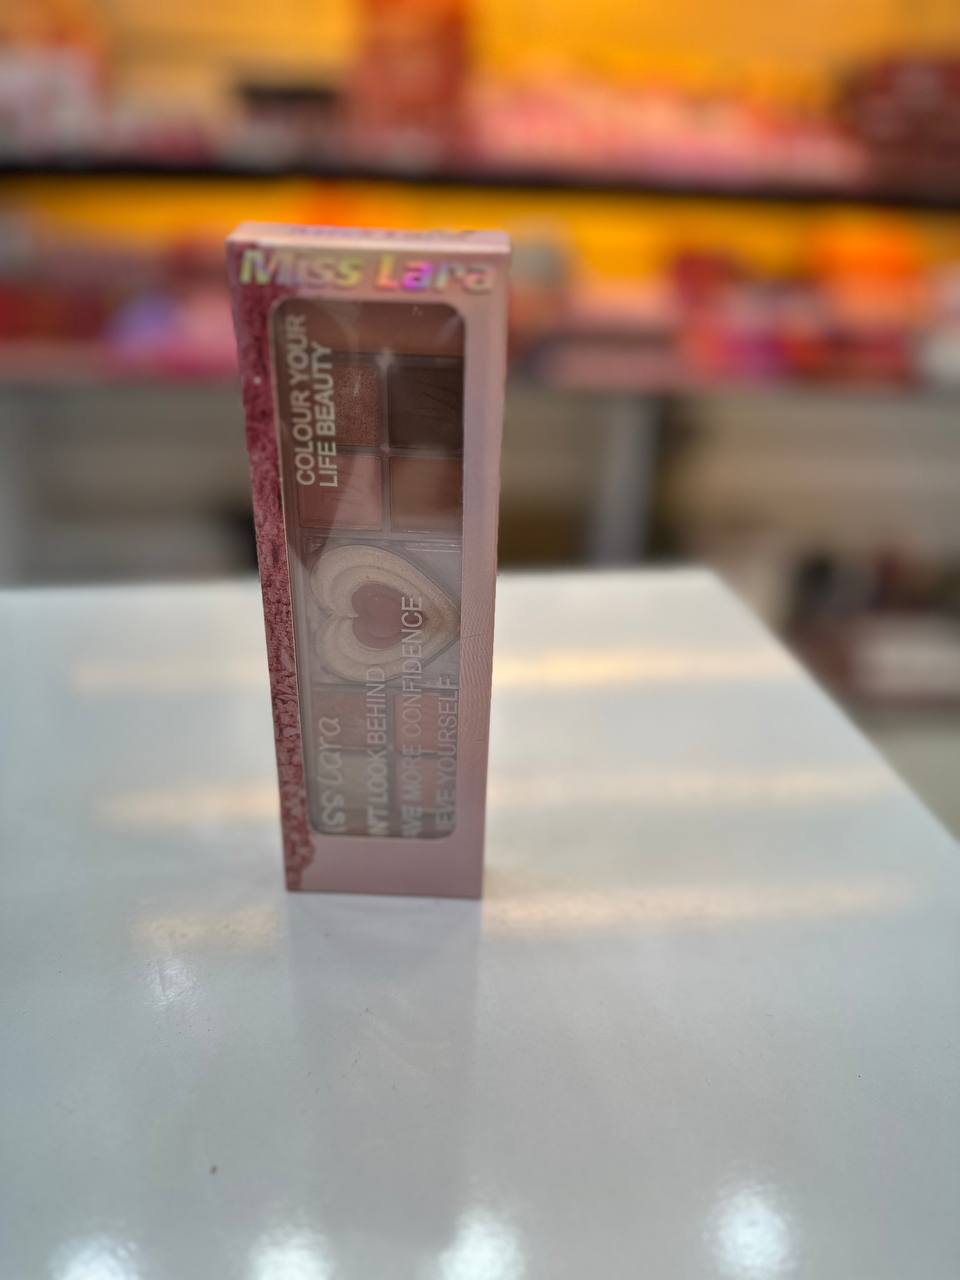 Miss Lara
COLOUR YOUR
LIFE BEAUTY
LOOK BEHIND
MORE CONFIDENCE
YOURSELF